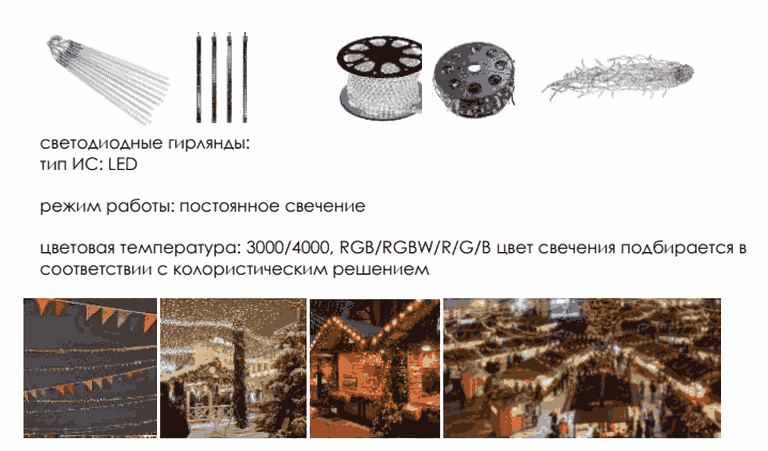 светодиодные гирлянды:
тип ИС: LED
режим работы: постоянное свечение
цветовая температура: 3000/4000, RGB/RGBW/R/G/B цвет свечения подбирается в
соответствии с колористическим решением